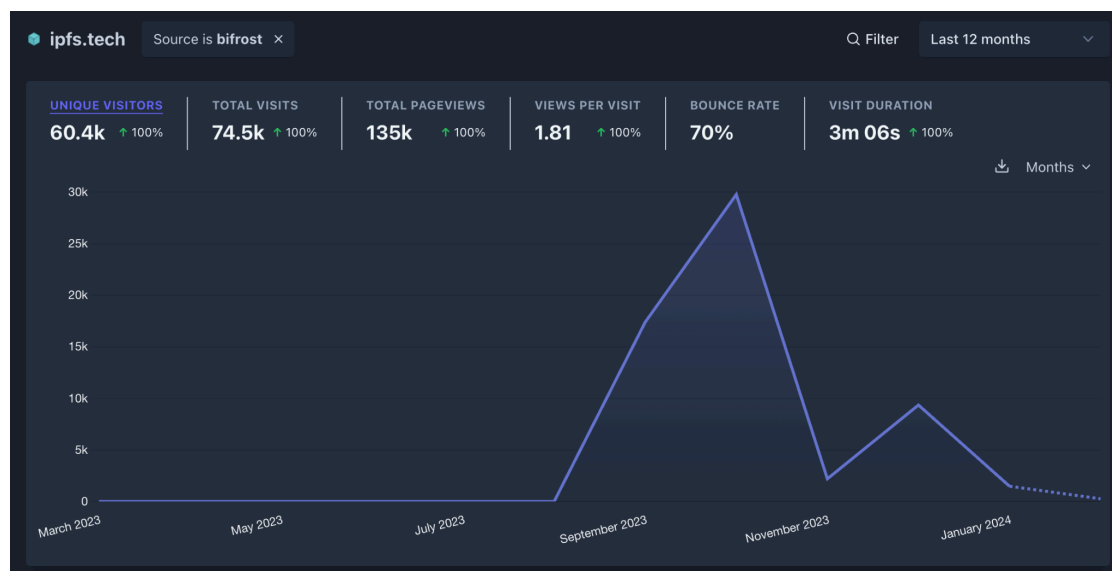 ipfs.tech Source is bifrost × Filter Last 12 months
UNIQUE VISITORS TOTAL VISITS TOTAL PAGEVIEWS VIEWS PER VISIT BOUNCE RATE VISIT DURATION
60.4k ↑ 100% 74.5k ↑ 100% 135k ↑ 100% 1.81 ↑ 100% 70% 3m 06s ↑ 100%
Months
30k
25k
20k
15k
10k
5k
0
March 2023 May 2023 July 2023 September 2023 November 2023 January 2024